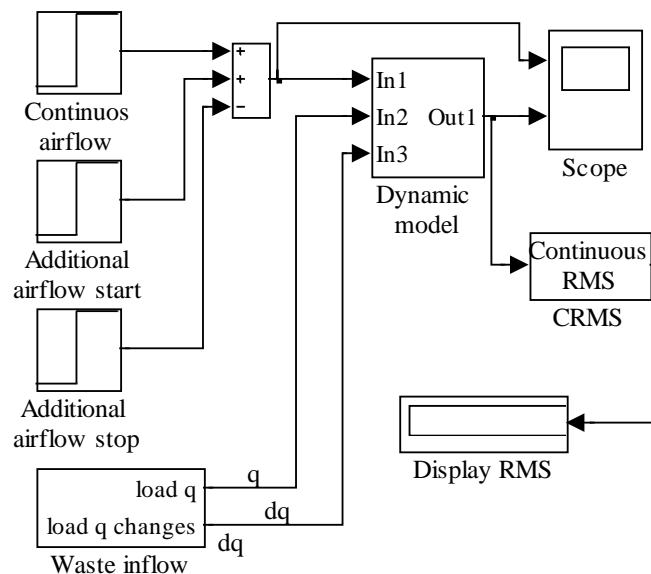 Continuos
airflow
+
+
−
In1
In2
In3
Out1
Dynamic
model
Scope
Additional
airflow start
Continuous
RMS
CRMS
Additional
airflow stop
Display RMS
load q
load q changes
q
dq
dq
Waste inflow